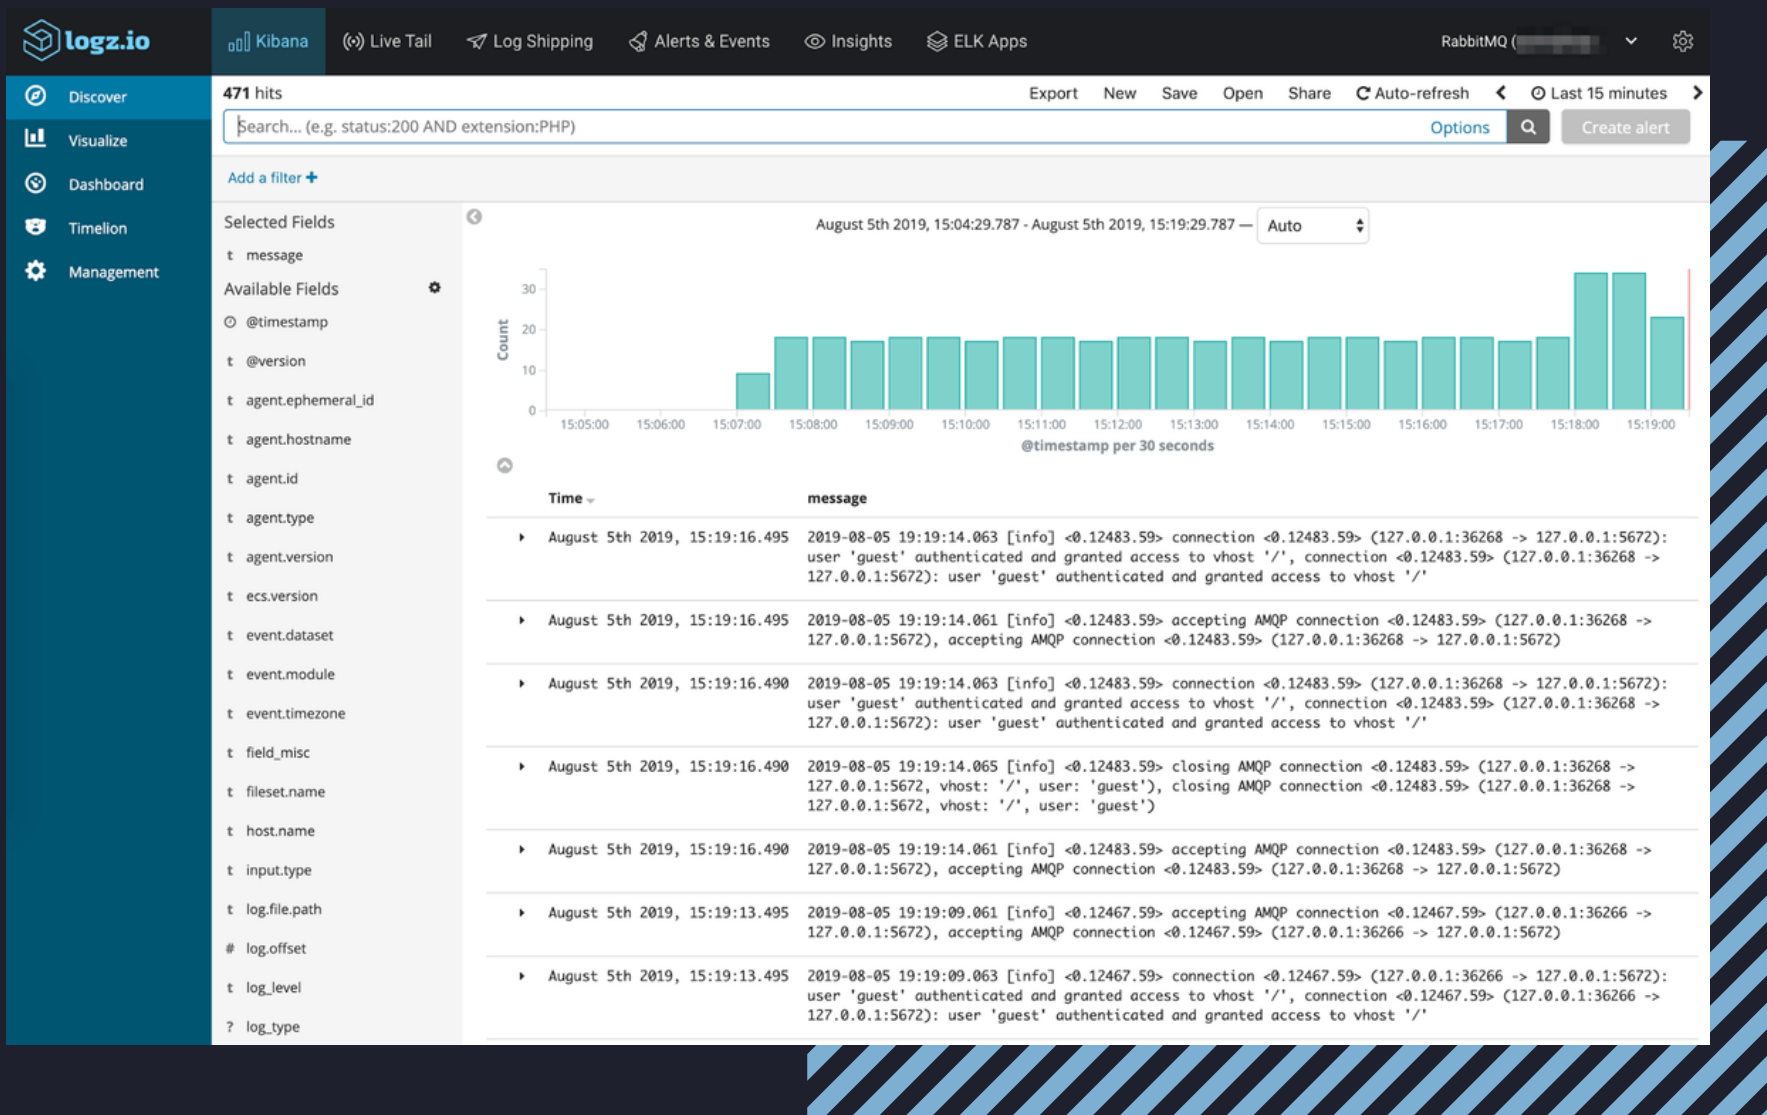 logz.io
Kibana
Live Tail
Log Shipping
Alerts & Events
Insights
ELK Apps
RabbitMQ (
Discover
Visualize
Dashboard
Timelion
Management
471 hits
Export New Save Open Share Auto-refresh Last 15 minutes
Search... (e.g. status:200 AND extension:PHP)
Options
Create alert
Add a filter +
Selected Fields
t message
Available Fields
@timestamp
t @version
t agent.ephemeral_id
t agent.hostname
t agent.id
t agent.type
t agent.version
t ecs.version
t event.dataset
t event.module
t event.timezone
t field_misc
t fileset.name
t host.name
t input.type
t log.file.path
# log.offset
t log_level
? log_type
August 5th 2019, 15:04:29.787 - August 5th 2019, 15:19:29.787 — Auto
Count
30
20
10
0
15:05:00 15:06:00 15:07:00 15:08:00 15:09:00 15:10:00 15:11:00 15:12:00 15:13:00 15:14:00 15:15:00 15:16:00 15:17:00 15:18:00 15:19:00
@timestamp per 30 seconds
Time message
August 5th 2019, 15:19:16.495 2019-08-05 19:19:14.063 [info] <0.12483.59> connection <0.12483.59> (127.0.0.1:36268 -> 127.0.0.1:5672):
user 'guest' authenticated and granted access to vhost '/', connection <0.12483.59> (127.0.0.1:36268 ->
127.0.0.1:5672): user 'guest' authenticated and granted access to vhost '/'
August 5th 2019, 15:19:16.495 2019-08-05 19:19:14.061 [info] <0.12483.59> accepting AMQP connection <0.12483.59> (127.0.0.1:36268 ->
127.0.0.1:5672), accepting AMQP connection <0.12483.59> (127.0.0.1:36268 -> 127.0.0.1:5672)
August 5th 2019, 15:19:16.490 2019-08-05 19:19:14.063 [info] <0.12483.59> connection <0.12483.59> (127.0.0.1:36268 -> 127.0.0.1:5672):
user 'guest' authenticated and granted access to vhost '/', connection <0.12483.59> (127.0.0.1:36268 ->
127.0.0.1:5672): user 'guest' authenticated and granted access to vhost '/'
August 5th 2019, 15:19:16.490 2019-08-05 19:19:14.065 [info] <0.12483.59> closing AMQP connection <0.12483.59> (127.0.0.1:36268 ->
127.0.0.1:5672, vhost: '/', user: 'guest'), closing AMQP connection <0.12483.59> (127.0.0.1:36268 ->
127.0.0.1:5672, vhost: '/', user: 'guest')
August 5th 2019, 15:19:16.490 2019-08-05 19:19:14.061 [info] <0.12483.59> accepting AMQP connection <0.12483.59> (127.0.0.1:36268 ->
127.0.0.1:5672), accepting AMQP connection <0.12483.59> (127.0.0.1:36268 -> 127.0.0.1:5672)
August 5th 2019, 15:19:13.495 2019-08-05 19:19:09.061 [info] <0.12467.59> accepting AMQP connection <0.12467.59> (127.0.0.1:36266 ->
127.0.0.1:5672), accepting AMQP connection <0.12467.59> (127.0.0.1:36266 -> 127.0.0.1:5672)
August 5th 2019, 15:19:13.495 2019-08-05 19:19:09.063 [info] <0.12467.59> connection <0.12467.59> (127.0.0.1:36266 -> 127.0.0.1:5672):
user 'guest' authenticated and granted access to vhost '/', connection <0.12467.59> (127.0.0.1:36266 ->
127.0.0.1:5672): user 'guest' authenticated and granted access to vhost '/'